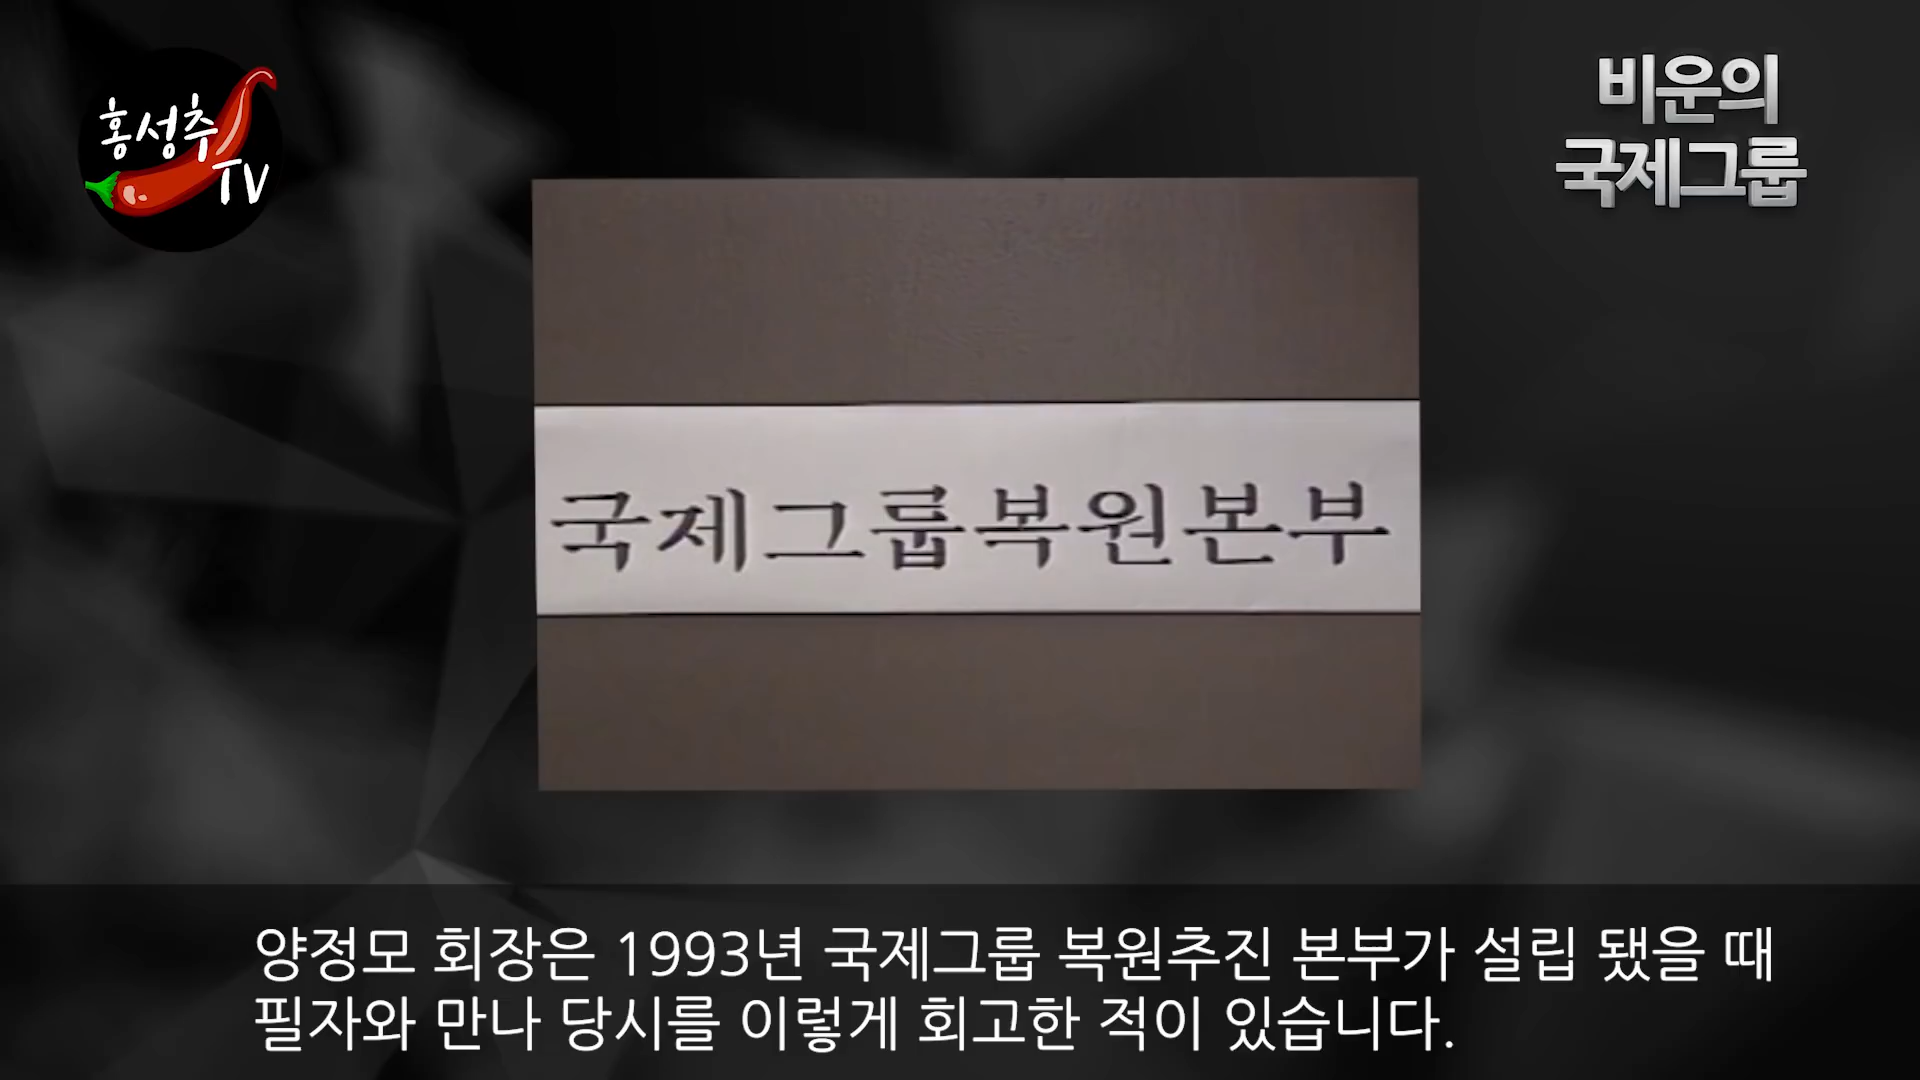 홍성추
TV
비운의
국제그룹
국제그룹복원본부
양정모 회장은 1993년 국제그룹 복원추진 본부가 설립 됐을 때
필자와 만나 당시를 이렇게 회고한 적이 있습니다.